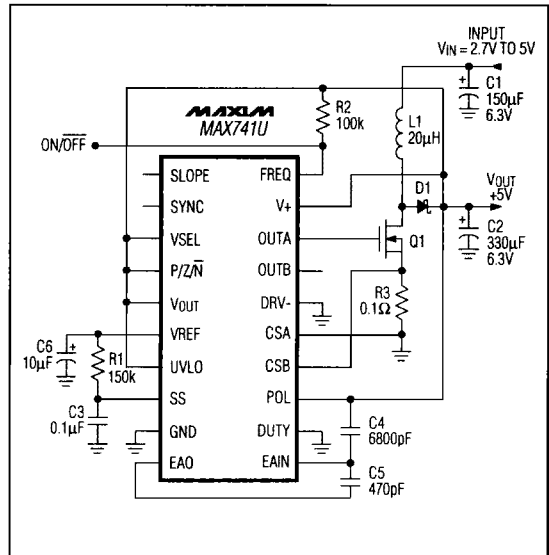 INPUT
VIN = 2.7V TO 5V
C1
150μF
6.3V
MAXIM
MAX741U
R2
100k
L1
20μH
ON/OFF
SLOPE
FREQ
SYNC
V+
D1
VOUT
+5V
VSEL
OUTA
Q1
C2
330μF
6.3V
P/Z/N
OUTB
VOUT
DRV-
R3
0.1Ω
VREF
CSA
C6
10μF
R1
150k
UVLO
CSB
SS
POL
C3
0.1μF
C4
6800pF
GND
DUTY
EAO
EAIN
C5
470pF
+
+
+